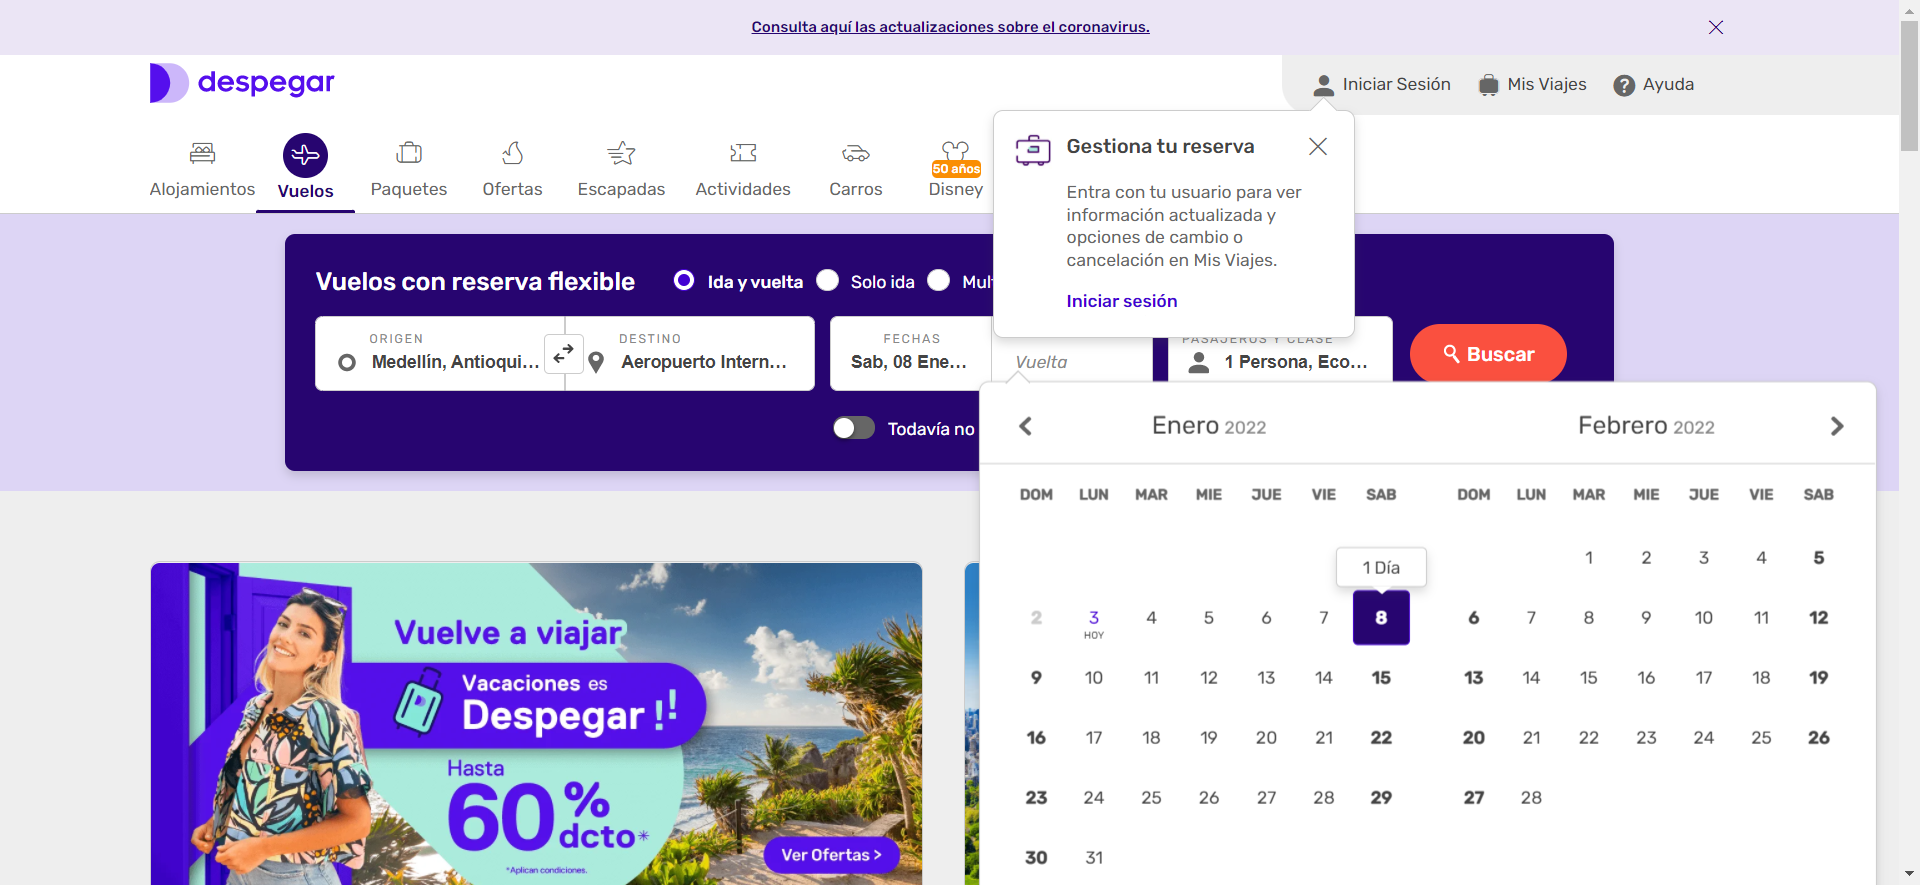 Consulta aquí las actualizaciones sobre el coronavirus.
despegar
Iniciar Sesión
Mis Viajes
? Ayuda
Alojamientos
Vuelos
Paquetes
Ofertas
Escapadas
Actividades
Carros
50 años
Disney
Gestiona tu reserva
Entra con tu usuario para ver
información actualizada y
opciones de cambio o
cancelación en Mis Viajes.
Iniciar sesión
Vuelos con reserva flexible
Ida y vuelta
Solo ida
ORIGEN
Medellín, Antioqui...
DESTINO
Aeropuerto Intern...
FECHAS
Sab, 08 Ene...
Vuelta
PASAJEROS Y CLASE
1 Persona, Eco...
Buscar
Todavía no
Enero 2022
DOM LUN MAR MIE JUE VIE SAB
1 Día
2 3 4 5 6 7 8
HOY
9 10 11 12 13 14 15
16 17 18 19 20 21 22
23 24 25 26 27 28 29
30 31
Febrero 2022
DOM LUN MAR MIE JUE VIE SAB
1 2 3 4 5
6 7 8 9 10 11 12
13 14 15 16 17 18 19
20 21 22 23 24 25 26
27 28
Vuelve a viajar
Vacaciones es
Despegar !!
Hasta
60% dcto*
*Aplican condiciones.
Ver Ofertas >